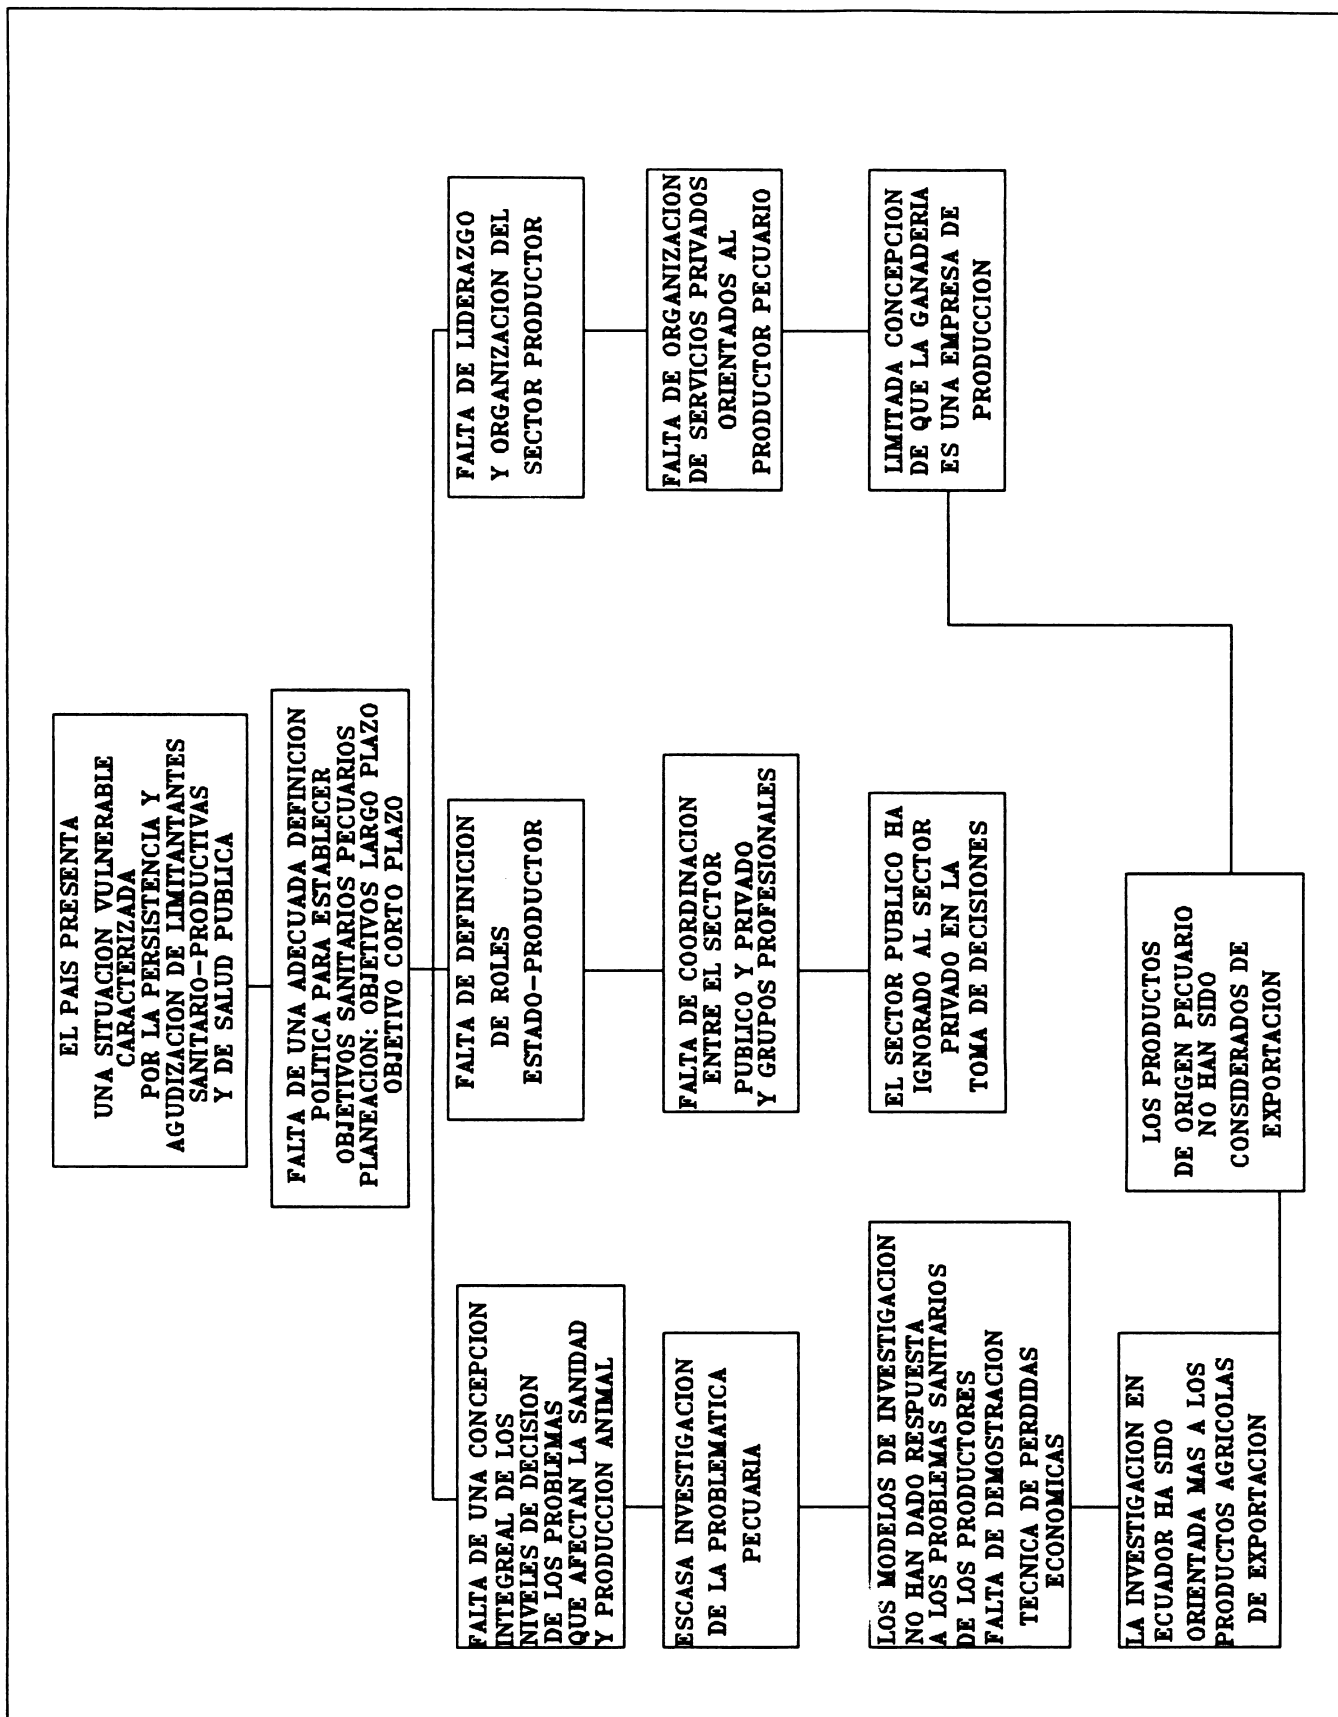 EL PAIS PRESENTA
UNA SITUACION VULNERABLE
CARACTERIZADA
POR LA PERSISTENCIA Y
AGUDIZACION DE LIMITANTANTES
SANITARIO-PRODUCTIVAS
Y DE SALUD PUBLICA
FALTA DE UNA ADECUADA DEFINICION
POLITICA PARA ESTABLECER
OBJETIVOS SANITARIOS PECUARIOS
PLANEACION: OBJETIVOS LARGO PLAZO
OBJETIVO CORTO PLAZO
FALTA DE UNA CONCEPCION
INTEGREAL DE LOS
NIVELES DE DECISION
DE LOS PROBLEMAS
QUE AFECTAN LA SANIDAD
Y PRODUCCION ANIMAL
ESCASA INVESTIGACION
DE LA PROBLEMATICA
PECUARIA
LOS MODELOS DE INVESTIGACION
NO HAN DADO RESPUESTA
A LOS PROBLEMAS SANITARIOS
DE LOS PRODUCTORES
FALTA DE DEMOSTRACION
TECNICA DE PERDIDAS
ECONOMICAS
LA INVESTIGACION EN
ECUADOR HA SIDO
ORIENTADA MAS A LOS
PRODUCTOS AGRICOLAS
DE EXPORTACION
FALTA DE DEFINICION
DE ROLES
ESTADO-PRODUCTOR
FALTA DE COORDINACION
ENTRE EL SECTOR
PUBLICO Y PRIVADO
Y GRUPOS PROFESIONALES
EL SECTOR PUBLICO HA
IGNORADO AL SECTOR
PRIVADO EN LA
TOMA DE DECISIONES
LOS PRODUCTOS
DE ORIGEN PECUARIO
NO HAN SIDO
CONSIDERADOS DE
EXPORTACION
FALTA DE LIDERAZGO
Y ORGANIZACION DEL
SECTOR PRODUCTOR
FALTA DE ORGANIZACION
DE SERVICIOS PRIVADOS
ORIENTADOS AL
PRODUCTOR PECUARIO
LIMITADA CONCEPCION
DE QUE LA GANADERIA
ES UNA EMPRESA DE
PRODUCCION